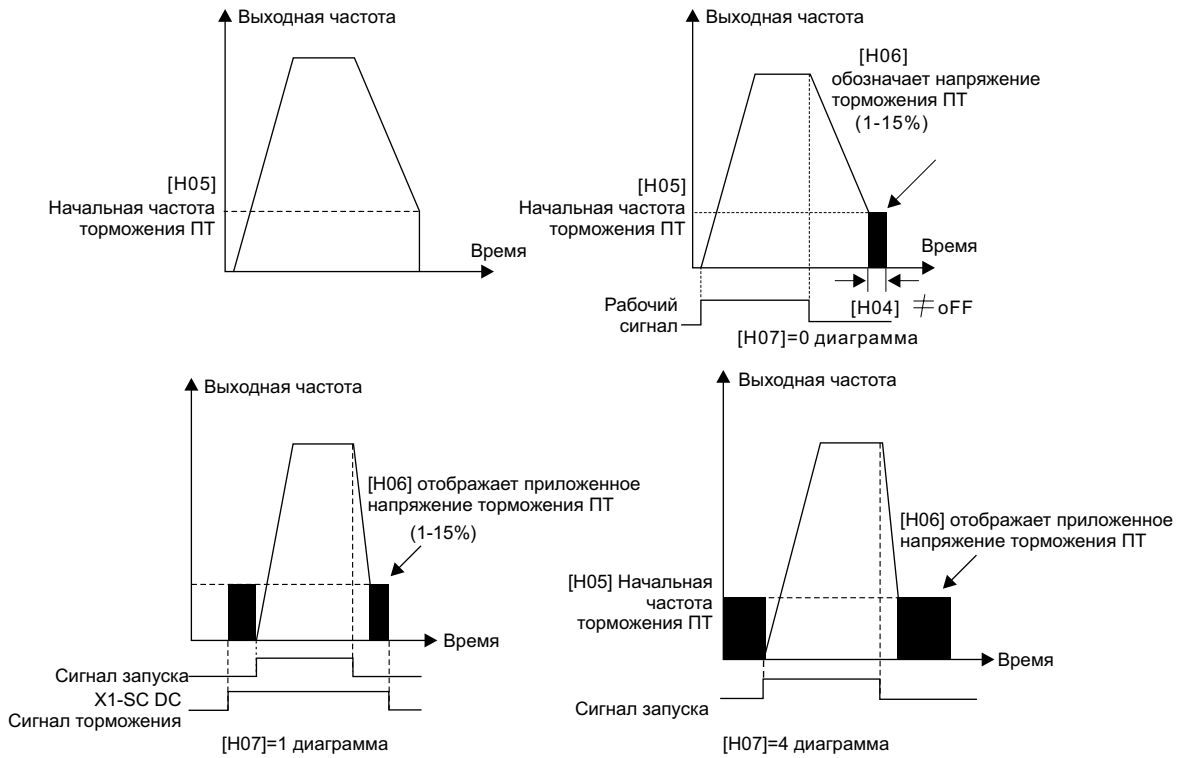 Выходная частота
[H05]
Начальная частота
торможения ПТ
Время
Выходная частота
[H06]
обозначает напряжение
торможения ПТ
(1-15%)
[H05]
Начальная частота
торможения ПТ
Время
Рабочий
сигнал
[H04] ≠ oFF
[H07]=0 диаграмма
Выходная частота
[H06] отображает приложенное
напряжение торможения ПТ
(1-15%)
Время
Сигнал запуска
X1-SC DC
Сигнал торможения
[H07]=1 диаграмма
Выходная частота
[H06] отображает приложенное
напряжение торможения ПТ
[H05] Начальная
частота
торможения ПТ
Время
Сигнал запуска
[H07]=4 диаграмма